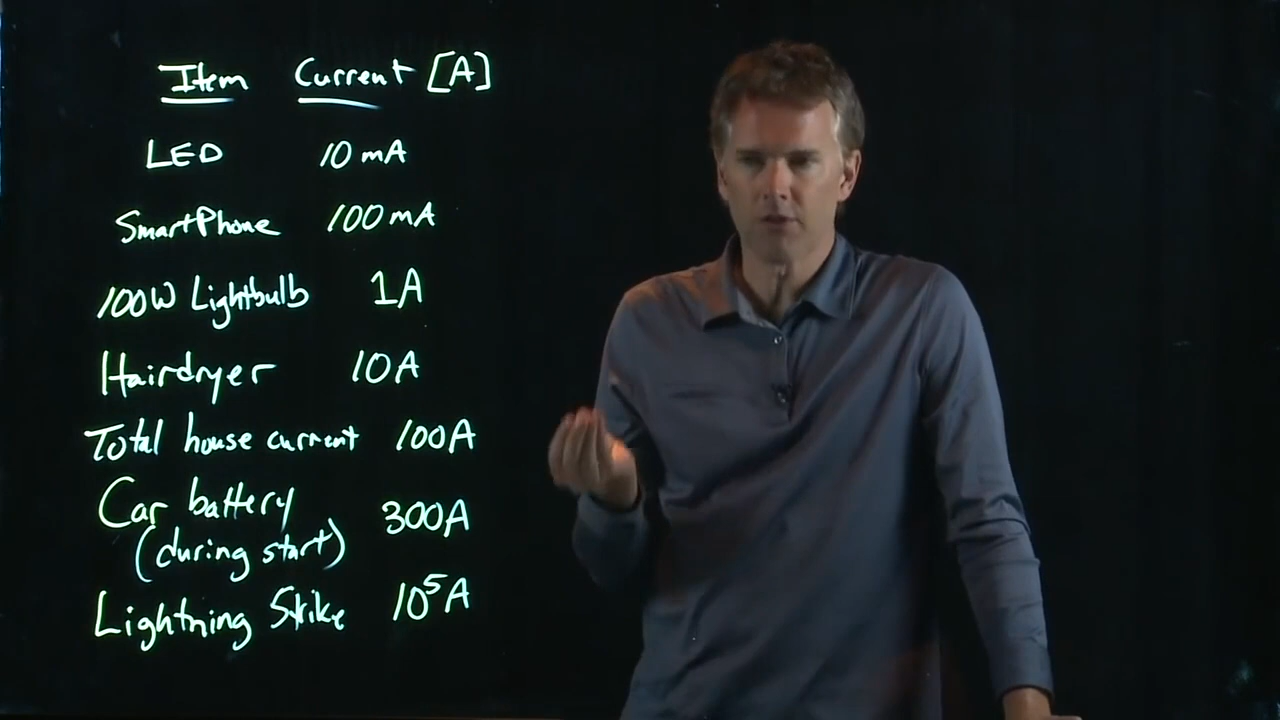 Item Current [A]
LED 10 mA
SmartPhone 100 mA
100W Lightbulb 1A
Hairdryer 10A
Total house current 100A
Car battery 300A
(during start)
Lightning Strike 10⁵A